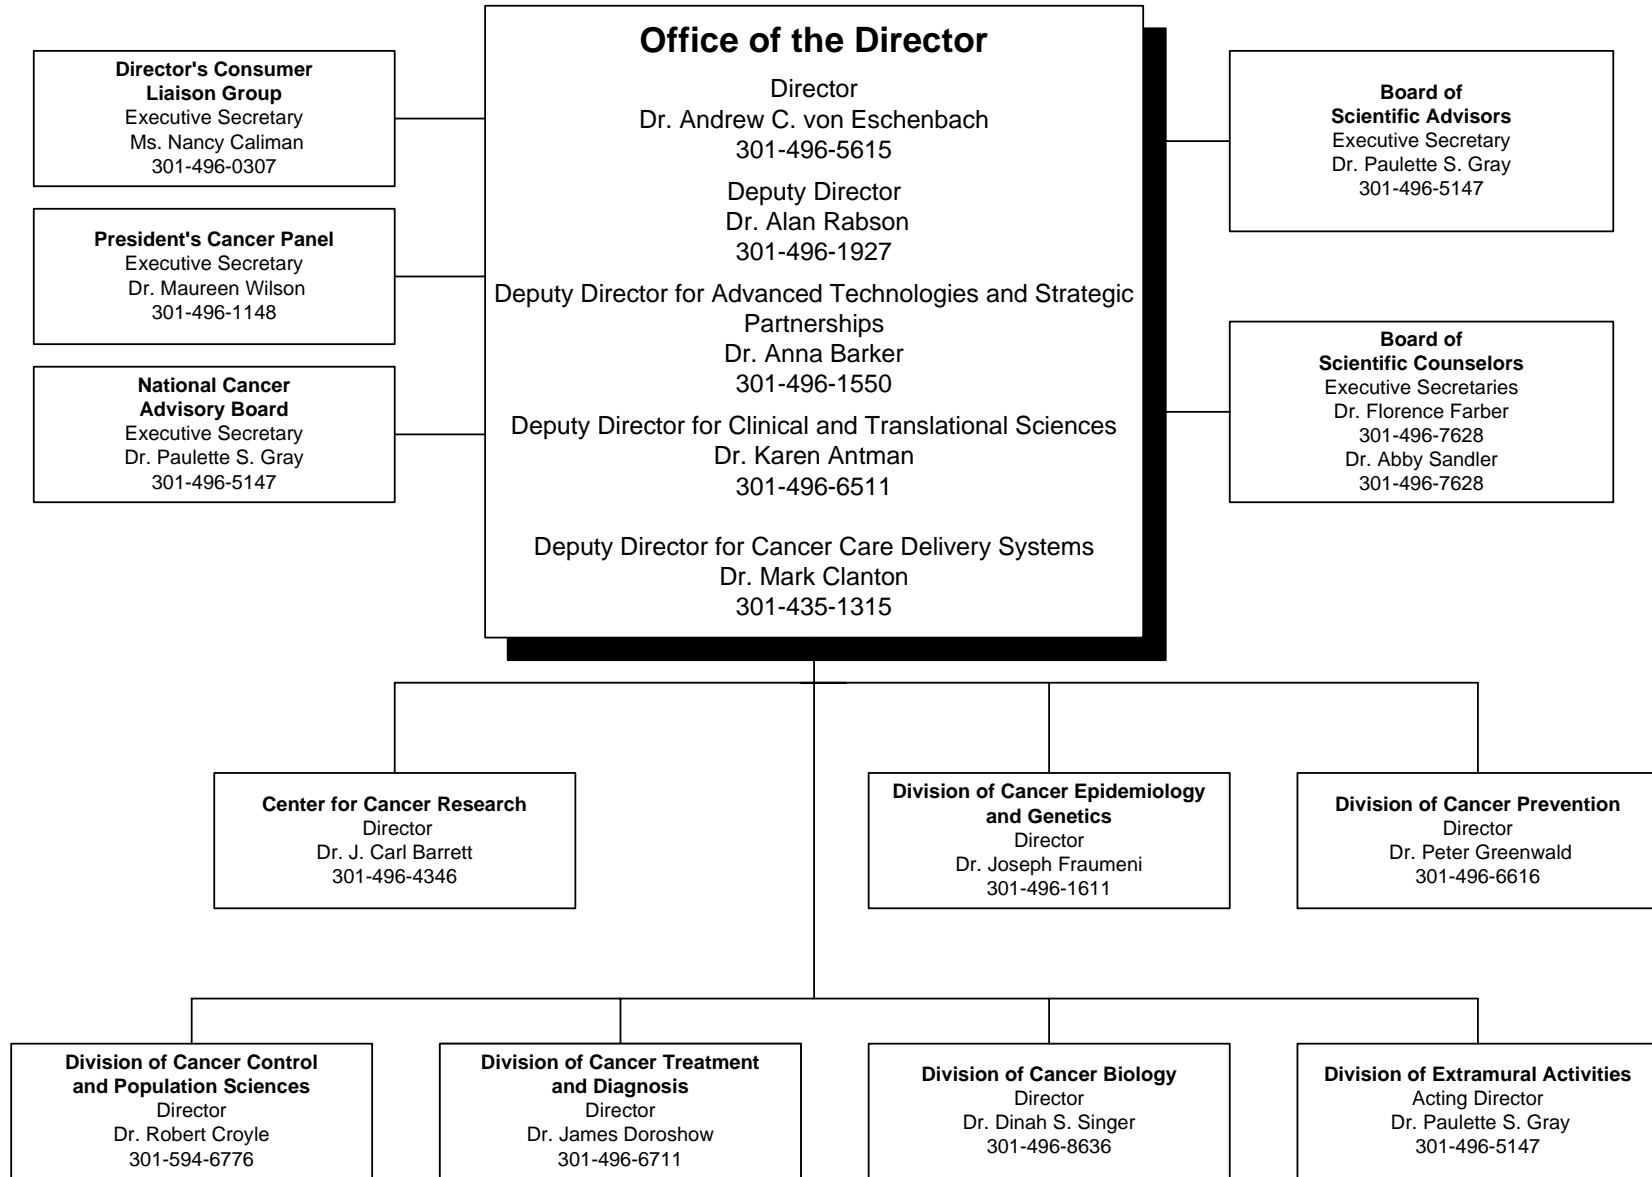 Office of the Director
Director
Dr. Andrew C. von Eschenbach
301-496-5615
Deputy Director
Dr. Alan Rabson
301-496-1927
Deputy Director for Advanced Technologies and Strategic
Partnerships
Dr. Anna Barker
301-496-1550
Deputy Director for Clinical and Translational Sciences
Dr. Karen Antman
301-496-6511
Deputy Director for Cancer Care Delivery Systems
Dr. Mark Clanton
301-435-1315
Director's Consumer
Liaison Group
Executive Secretary
Ms. Nancy Caliman
301-496-0307
President's Cancer Panel
Executive Secretary
Dr. Maureen Wilson
301-496-1148
National Cancer
Advisory Board
Executive Secretary
Dr. Paulette S. Gray
301-496-5147
Board of
Scientific Advisors
Executive Secretary
Dr. Paulette S. Gray
301-496-5147
Board of
Scientific Counselors
Executive Secretaries
Dr. Florence Farber
301-496-7628
Dr. Abby Sandler
301-496-7628
Center for Cancer Research
Director
Dr. J. Carl Barrett
301-496-4346
Division of Cancer Epidemiology
and Genetics
Director
Dr. Joseph Fraumeni
301-496-1611
Division of Cancer Prevention
Director
Dr. Peter Greenwald
301-496-6616
Division of Cancer Control
and Population Sciences
Director
Dr. Robert Croyle
301-594-6776
Division of Cancer Treatment
and Diagnosis
Director
Dr. James Doroshow
301-496-6711
Division of Cancer Biology
Director
Dr. Dinah S. Singer
301-496-8636
Division of Extramural Activities
Acting Director
Dr. Paulette S. Gray
301-496-5147